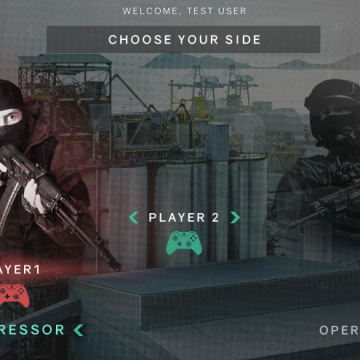 WELCOME, TEST USER
CHOOSE YOUR SIDE
PLAYER 2
AYER1
RESSOR
OPER